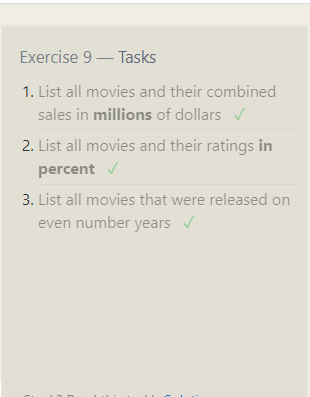 Exercise 9 — Tasks
1. List all movies and their combined
sales in millions of dollars ✓
2. List all movies and their ratings in
percent ✓
3. List all movies that were released on
even number years ✓